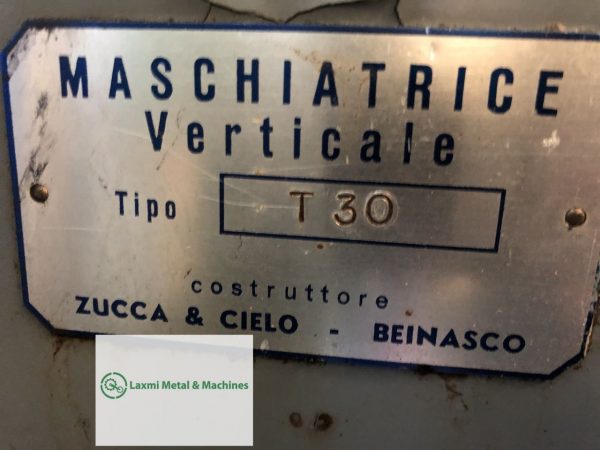 MASCHIATRICE
Verticale
Tipo T 30
costruttore
ZUCCA & CIELO - BEINASCO
Laxmi Metal & Machines